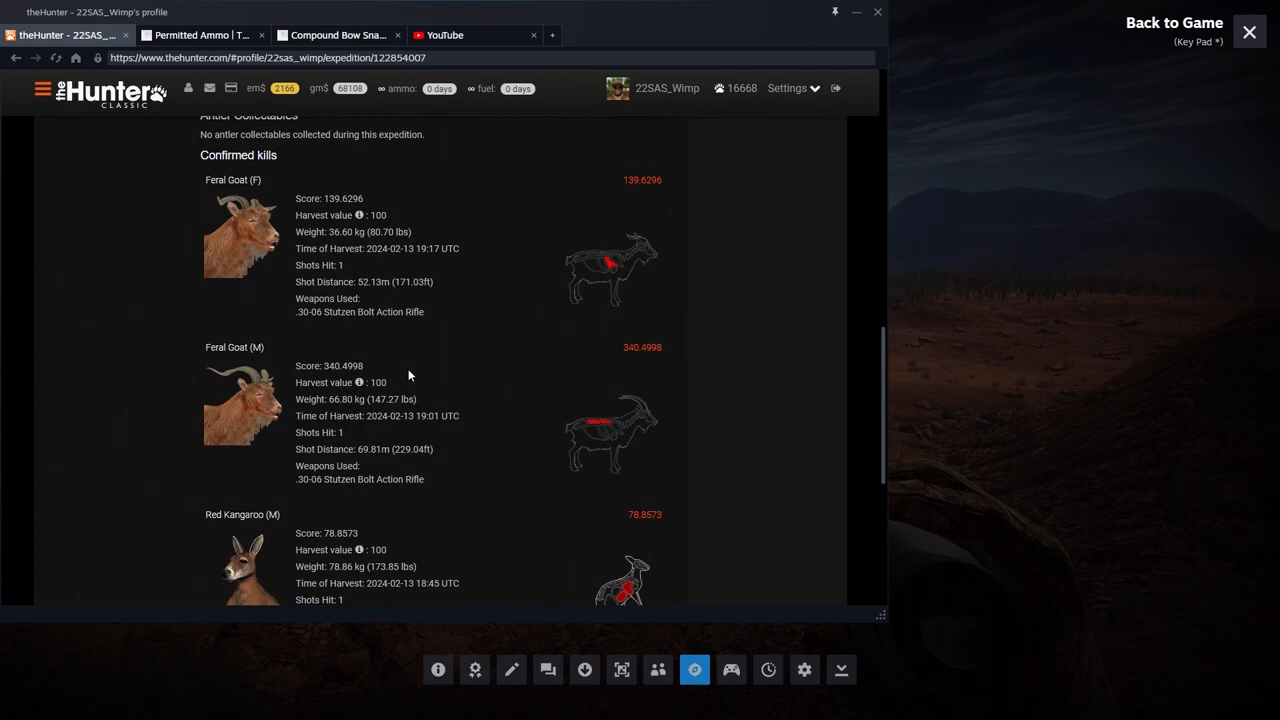 theHunter - 22SAS_Wimp's profile
Back to Game
(Key Pad *)
theHunter - 22SAS_...
Permitted Ammo | T...
Compound Bow Sna...
YouTube
https://www.thehunter.com/#profile/22sas_wimp/expedition/122854007
the Hunter CLASSIC
em$ 2166 gm$ 68108 ∞ ammo: 0 days ∞ fuel: 0 days
22SAS_Wimp 16668 Settings
Antler Collectables
No antler collectables collected during this expedition.
Confirmed kills
Feral Goat (F) 139.6296
Score: 139.6296
Harvest value : 100
Weight: 36.60 kg (80.70 lbs)
Time of Harvest: 2024-02-13 19:17 UTC
Shots Hit: 1
Shot Distance: 52.13m (171.03ft)
Weapons Used:
.30-06 Stutzen Bolt Action Rifle
Feral Goat (M) 340.4998
Score: 340.4998
Harvest value : 100
Weight: 66.80 kg (147.27 lbs)
Time of Harvest: 2024-02-13 19:01 UTC
Shots Hit: 1
Shot Distance: 69.81m (229.04ft)
Weapons Used:
.30-06 Stutzen Bolt Action Rifle
Red Kangaroo (M) 78.8573
Score: 78.8573
Harvest value : 100
Weight: 78.86 kg (173.85 lbs)
Time of Harvest: 2024-02-13 18:45 UTC
Shots Hit: 1